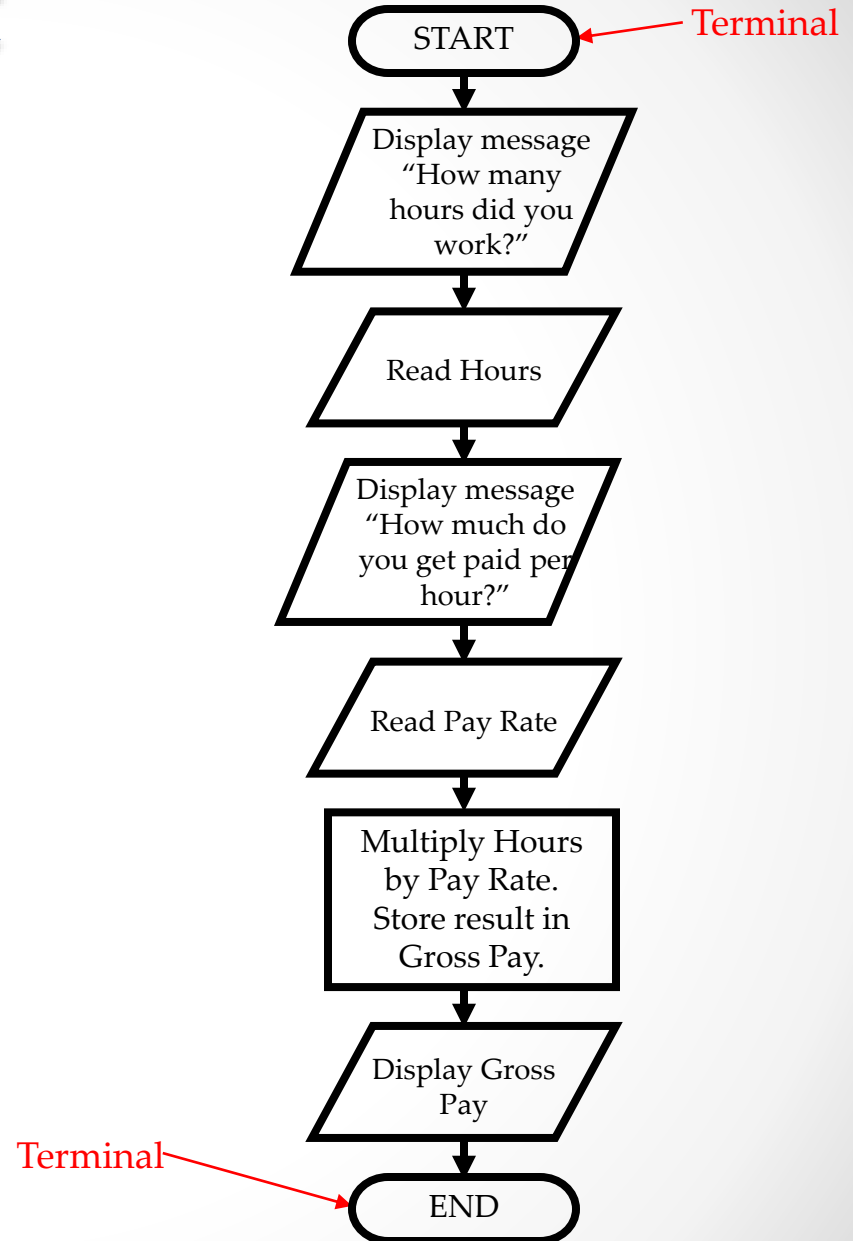 START
Terminal
Display message
“How many
hours did you
work?”
Read Hours
Display message
“How much do
you get paid per
hour?”
Read Pay Rate
Multiply Hours
by Pay Rate.
Store result in
Gross Pay.
Display Gross
Pay
Terminal
END